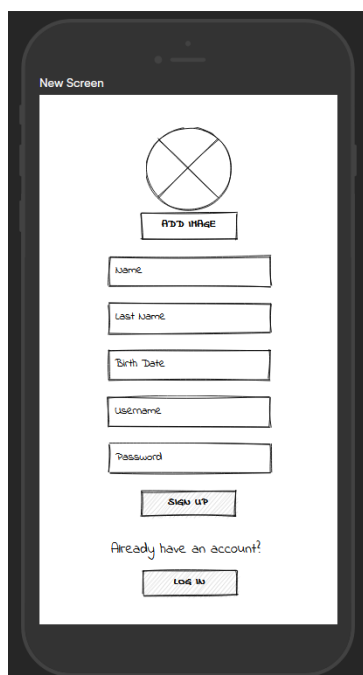 New Screen
ADD IMAGE
Name
Last Name
Birth Date
Username
Password
SIGN UP
Already have an account?
LOG IN